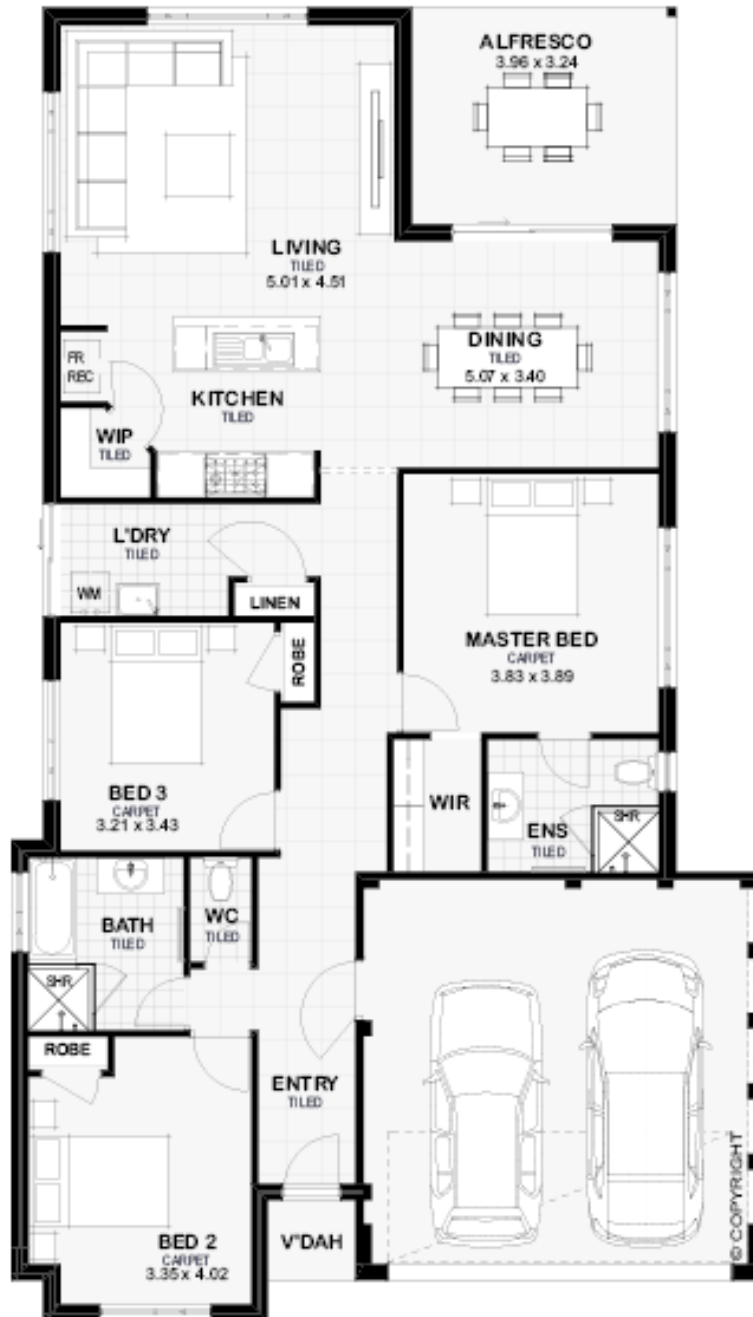 ALFRESCO
3.96 x 3.24
LIVING
TILED
5.01 x 4.51
DINING
TILED
5.07 x 3.40
FR
REC
KITCHEN
TILED
WIP
TILED
L'DRY
TILED
WM
LINEN
ROBE
MASTER BED
CARPET
3.83 x 3.89
BED 3
CARPET
3.21 x 3.43
WIR
ENS
TILED
SHR
BATH
TILED
WC
TILED
SHR
ROBE
ENTRY
TILED
BED 2
CARPET
3.35 x 4.02
V'DAH
© COPYRIGHT